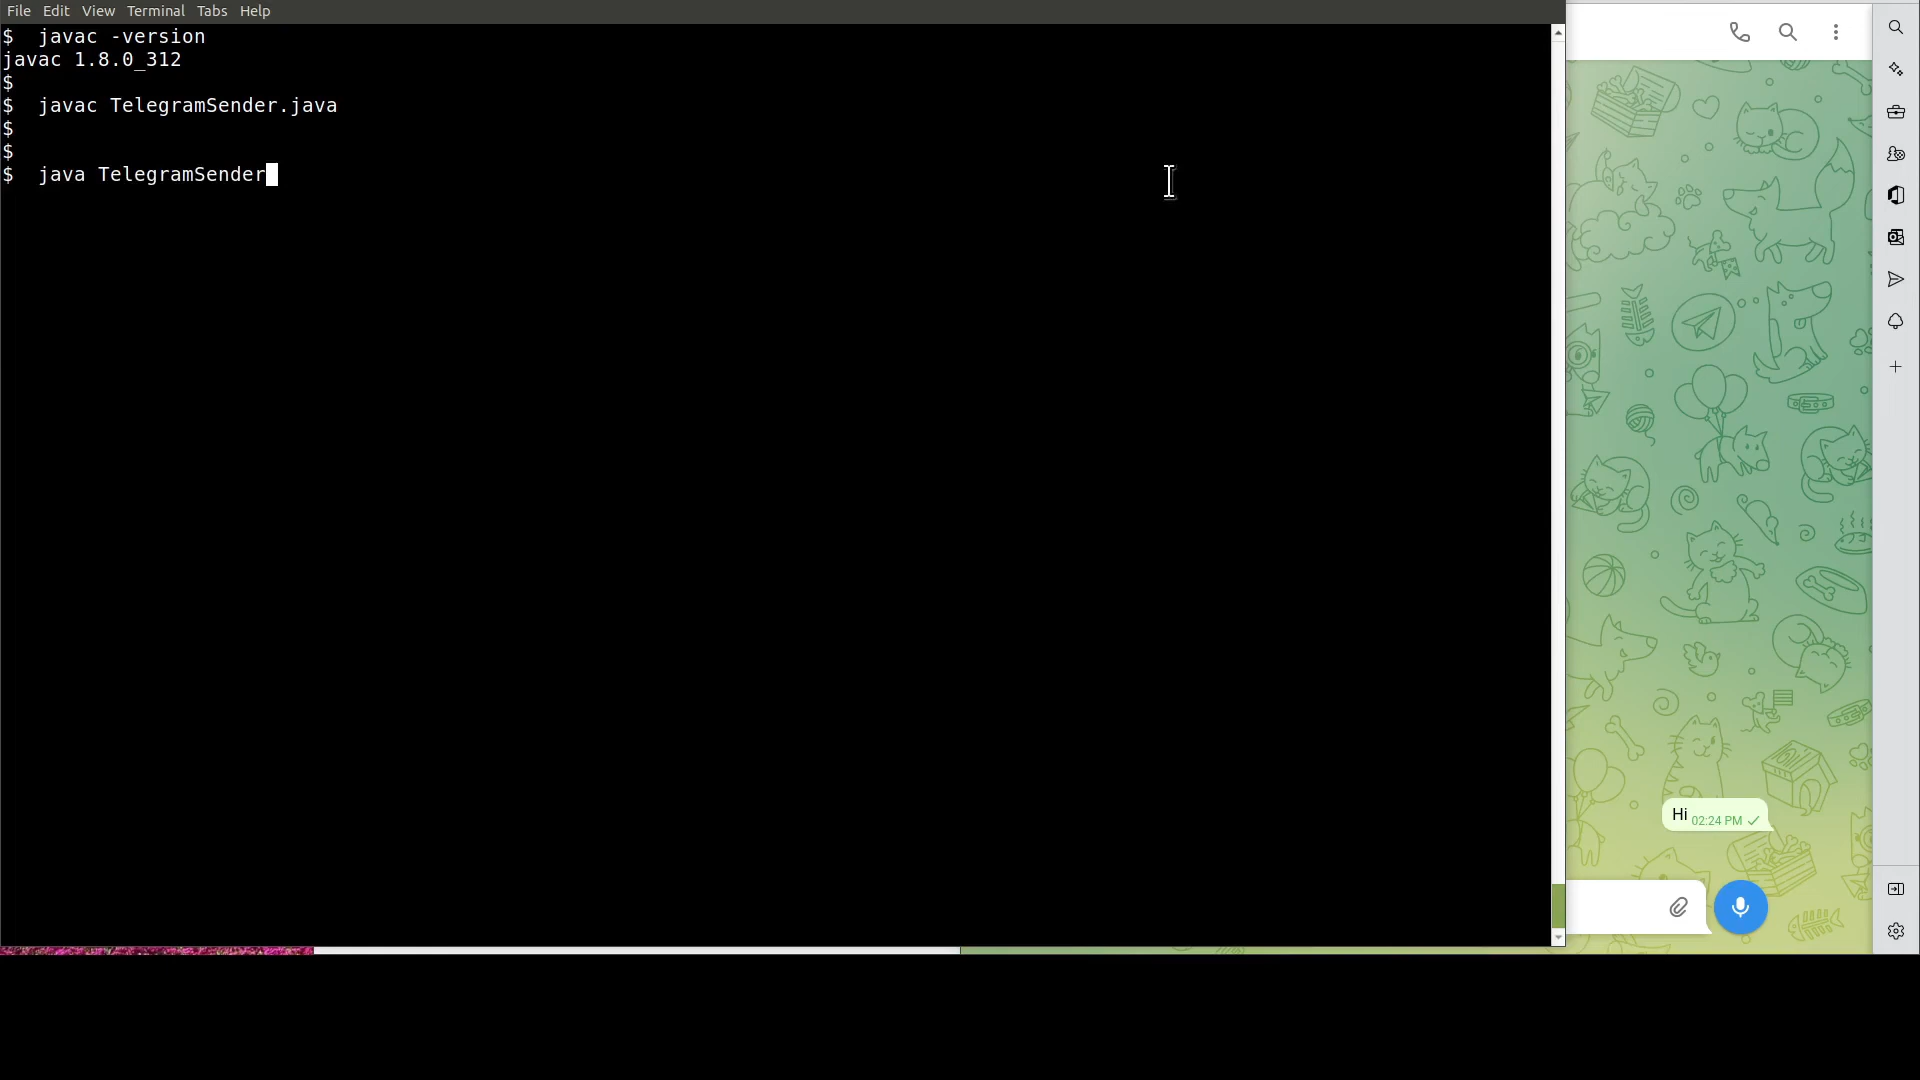 File Edit View Terminal Tabs Help
$ javac -version
javac 1.8.0_312
$
$ javac TelegramSender.java
$
$
$ java TelegramSender
Hi 02:24 PM